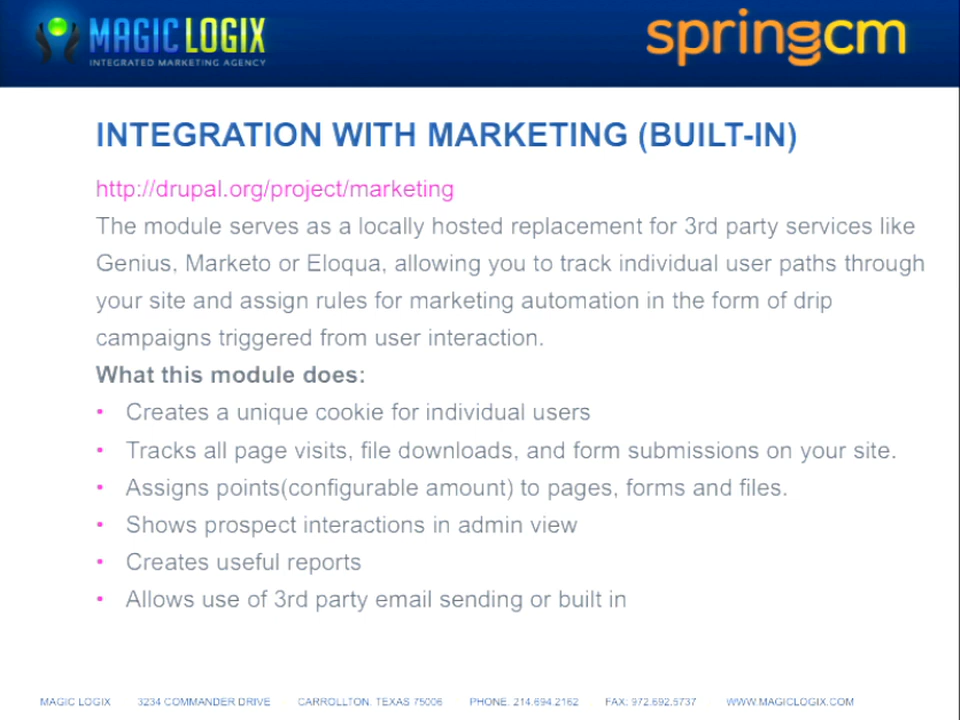 MAGIC LOGIX
INTEGRATED MARKETING AGENCY
springcm
INTEGRATION WITH MARKETING (BUILT-IN)
http://drupal.org/project/marketing
The module serves as a locally hosted replacement for 3rd party services like
Genius, Marketo or Eloqua, allowing you to track individual user paths through
your site and assign rules for marketing automation in the form of drip
campaigns triggered from user interaction.
What this module does:
• Creates a unique cookie for individual users
• Tracks all page visits, file downloads, and form submissions on your site.
• Assigns points(configurable amount) to pages, forms and files.
• Shows prospect interactions in admin view
• Creates useful reports
• Allows use of 3rd party email sending or built in
MAGIC LOGIX 3234 COMMANDER DRIVE CARROLLTON, TEXAS 75006 PHONE. 214.694.2162 FAX: 972.692.5737 WWW.MAGICLOGIX.COM